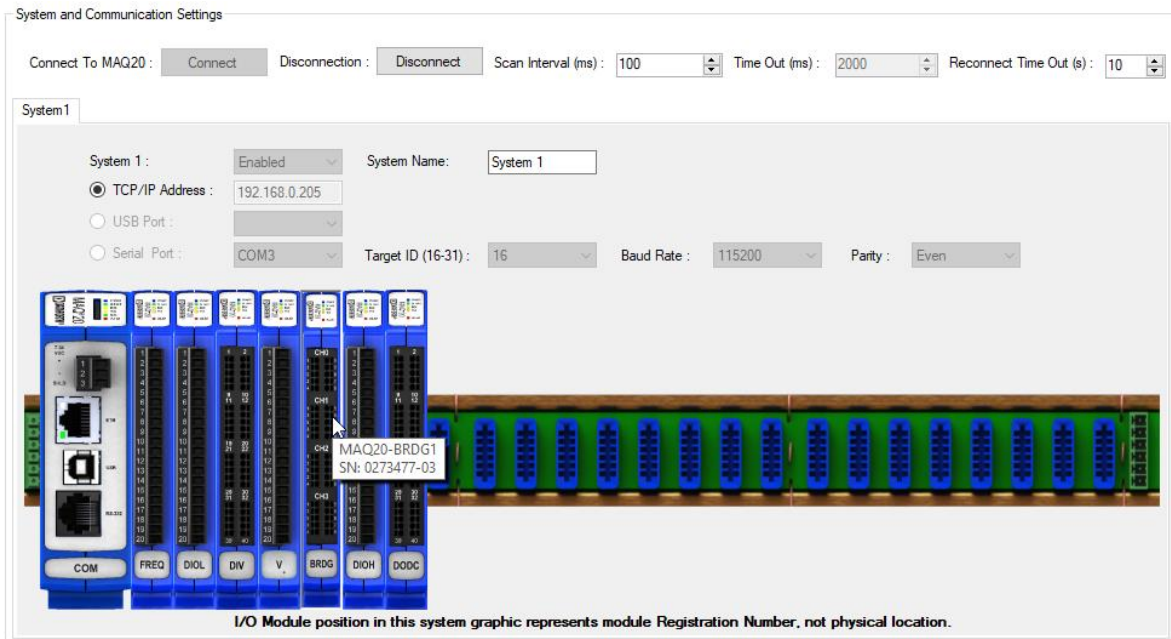 System and Communication Settings
Connect To MAQ20 : Connect Disconnection : Disconnect Scan Interval (ms) : 100 Time Out (ms) : 2000 Reconnect Time Out (s) : 10
System1
System 1 : Enabled System Name: System 1
TCP/IP Address : 192.168.0.205
USB Port :
Serial Port : COM3 Target ID (16-31) : 16 Baud Rate : 115200 Parity : Even
MAQ20
CH0
CH1
CH2
CH3
MAQ20-BRDG1
SN: 0273477-03
COM FREQ DIOL DIV V BRDG DIOH DODC
I/O Module position in this system graphic represents module Registration Number, not physical location.